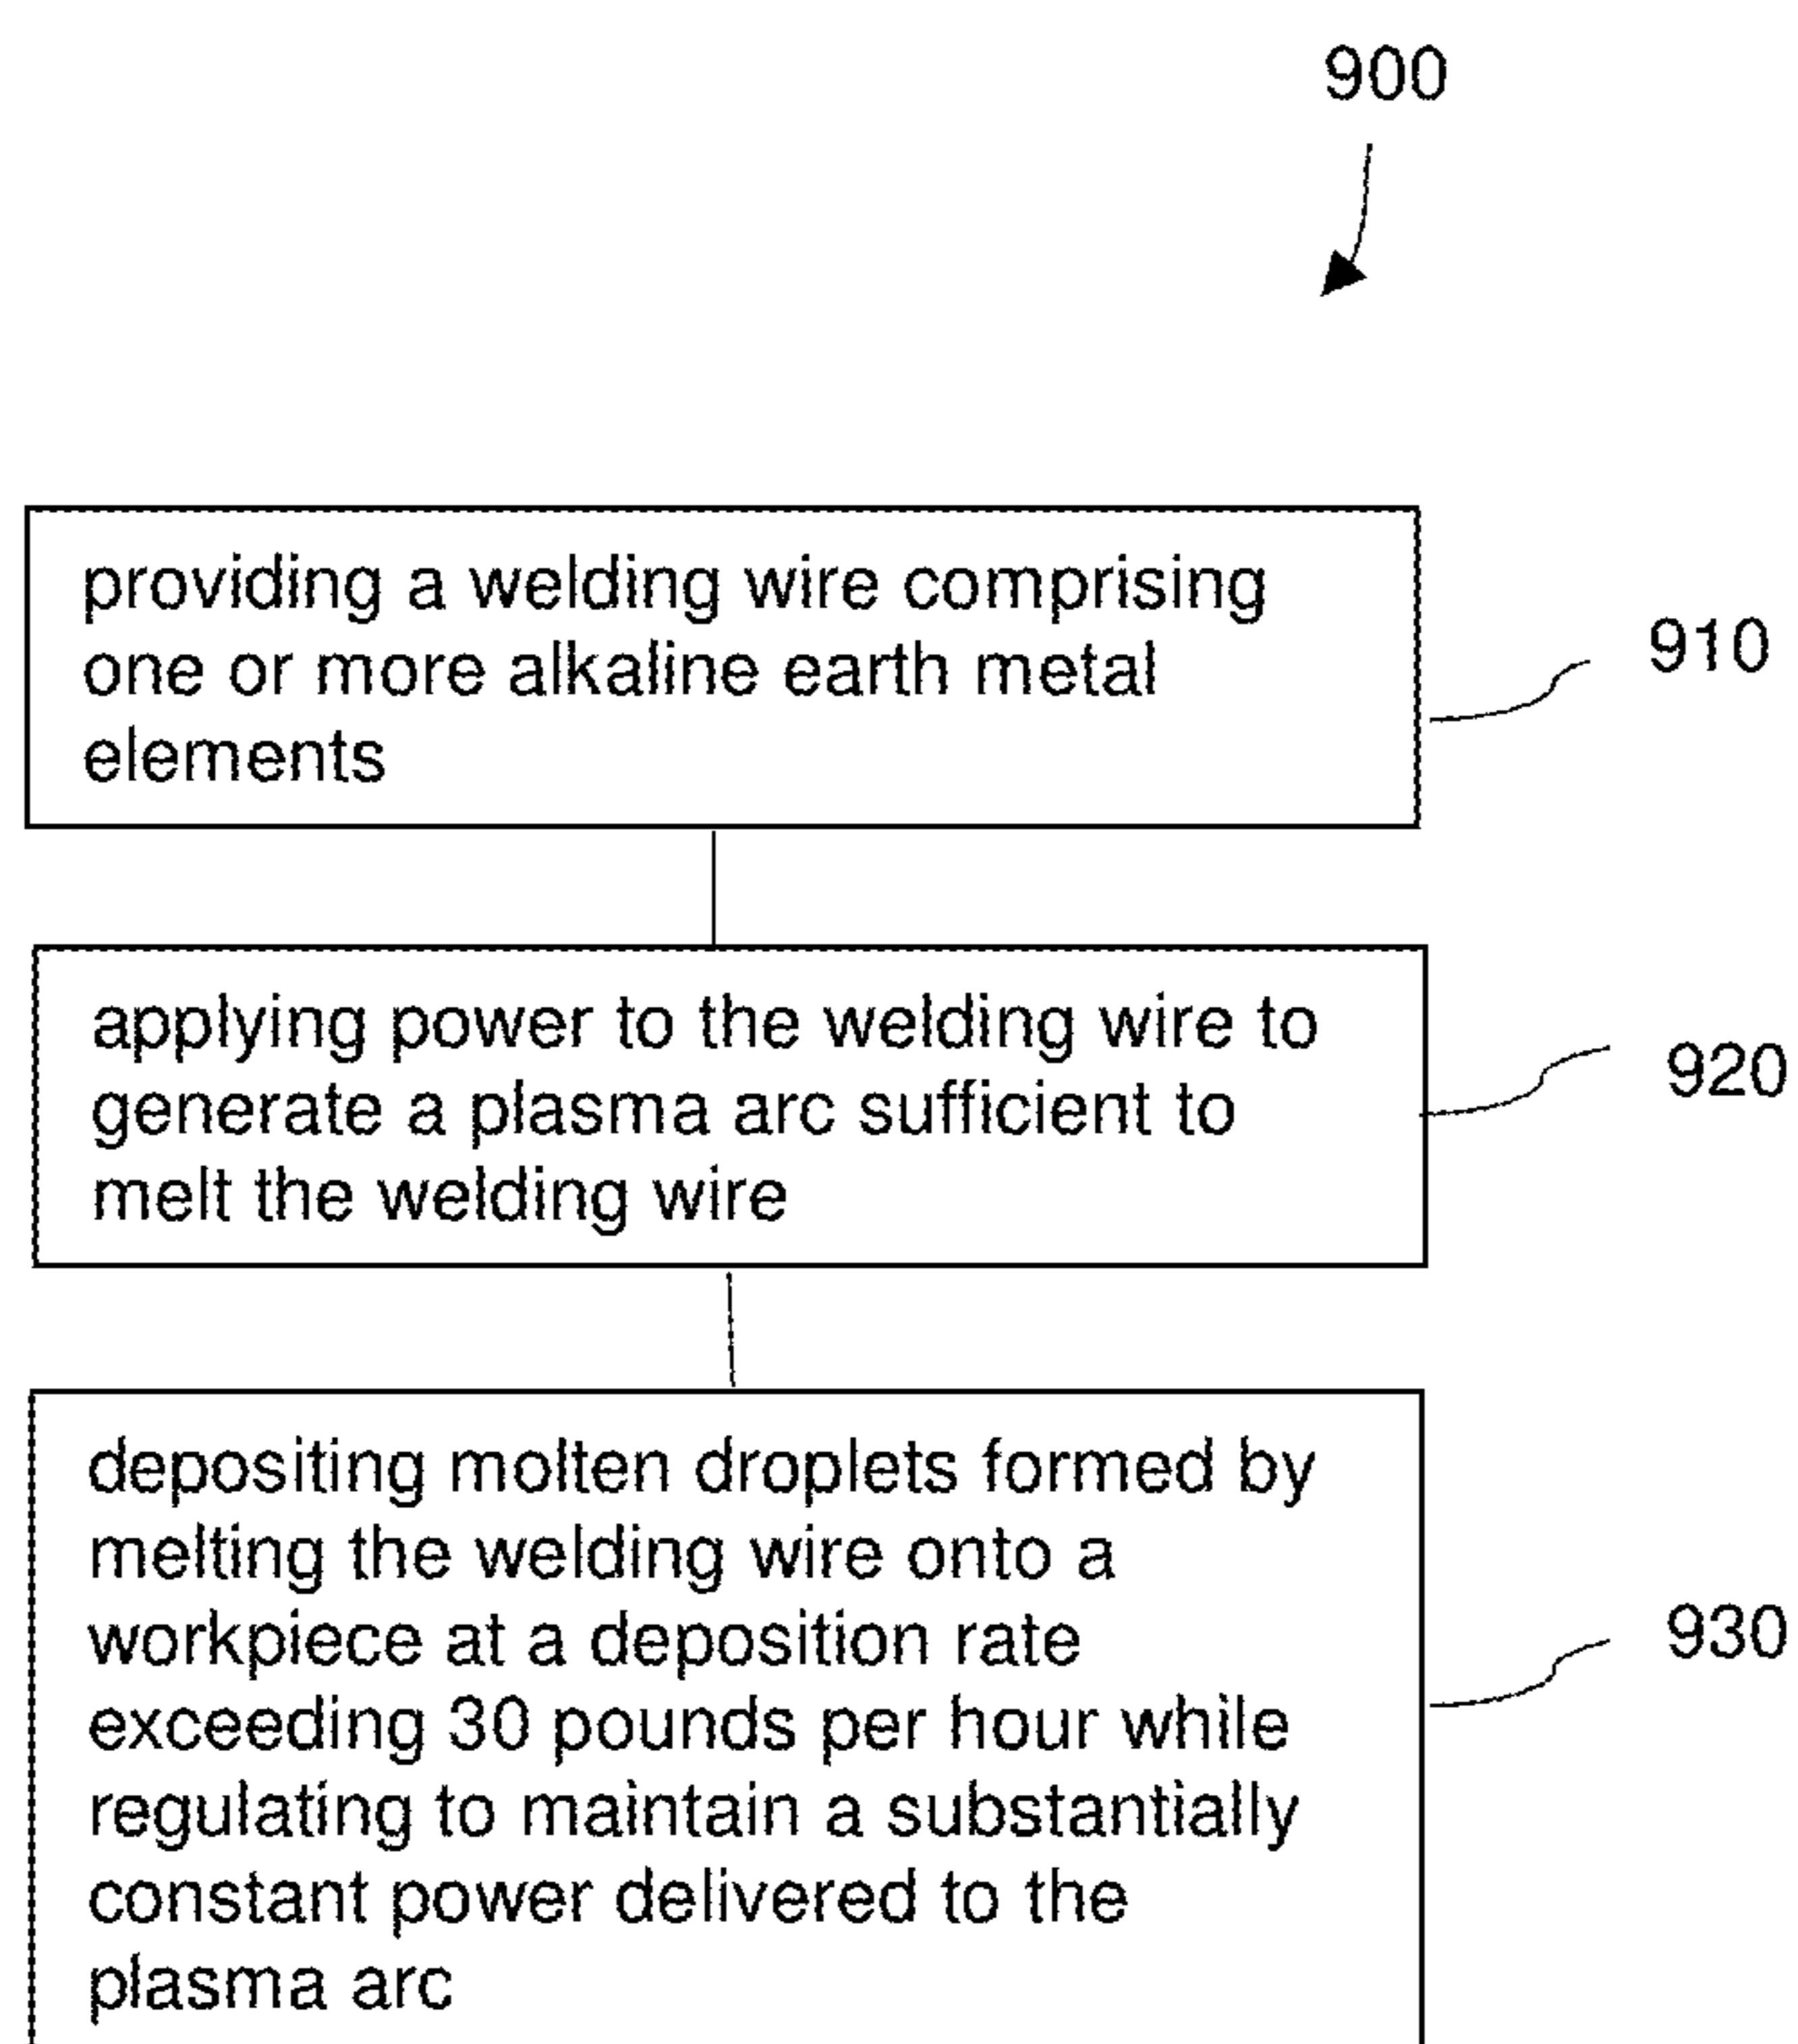 900
providing a welding wire comprising
one or more alkaline earth metal
elements
910
applying power to the welding wire to
generate a plasma arc sufficient to
melt the welding wire
920
depositing molten droplets formed by
melting the welding wire onto a
workpiece at a deposition rate
exceeding 30 pounds per hour while
regulating to maintain a substantially
constant power delivered to the
plasma arc
930